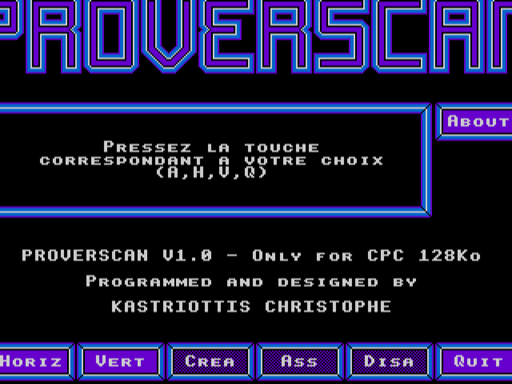 PROVERSCAN
About
Pressez la touche
correspondant a votre choix
(A,H,V,Q)
PROVERSCAN V1.0 - Only for CPC 128Ko
Programmed and designed by
KASTRIOTTIS CHRISTOPHE
Horiz Vert Crea Ass Disa Quit